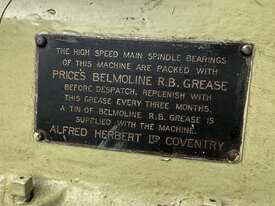 THE HIGH SPEED MAIN SPINDLE BEARINGS
OF THIS MACHINE ARE PACKED WITH
PRICE'S BELMOLINE R.B. GREASE
BEFORE DESPATCH. REPLENISH WITH
THIS GREASE EVERY THREE MONTHS.
A TIN OF BELMOLINE R.B. GREASE IS
SUPPLIED WITH THE MACHINE.
ALFRED HERBERT LTD COVENTRY